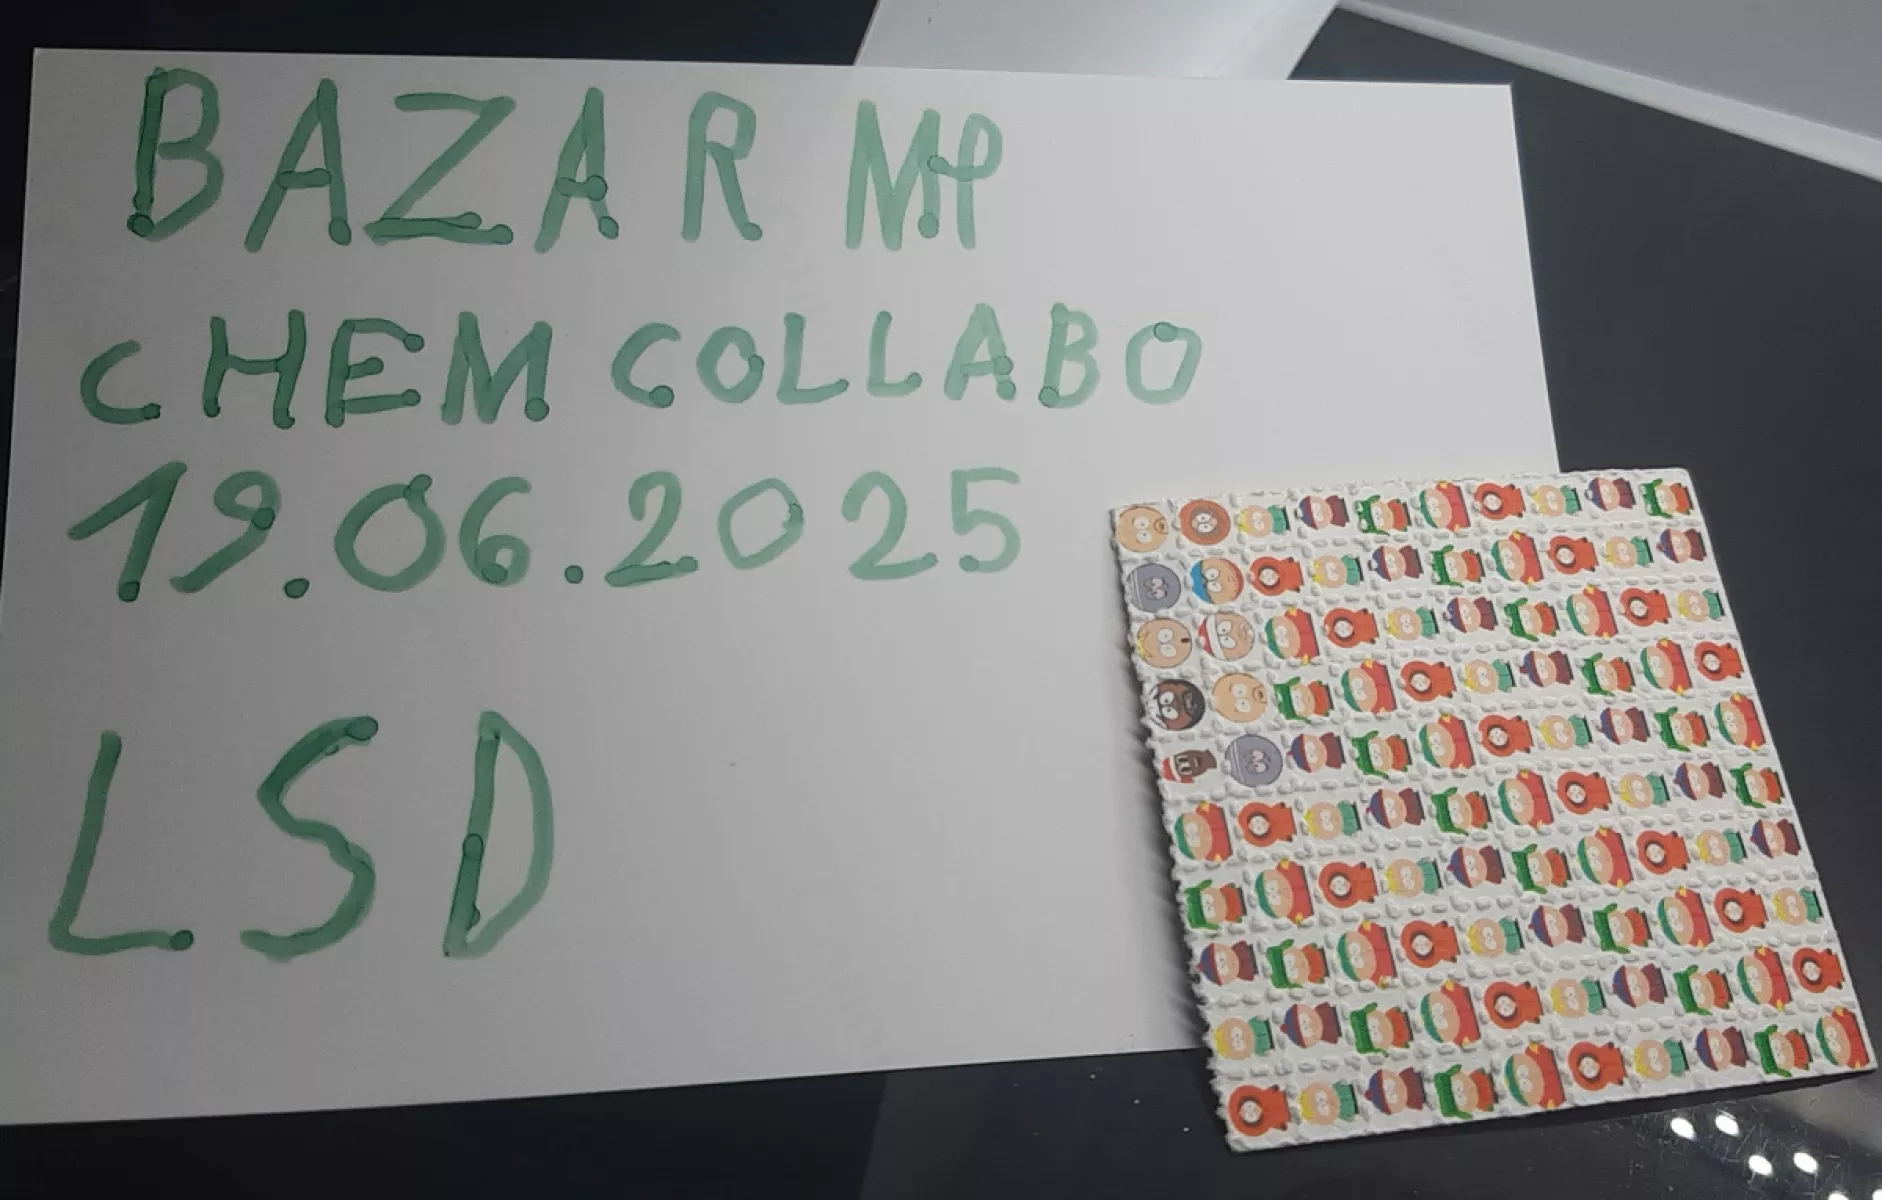 BAZAR MP
CHEM COLLABO
19.06.2025
LSD